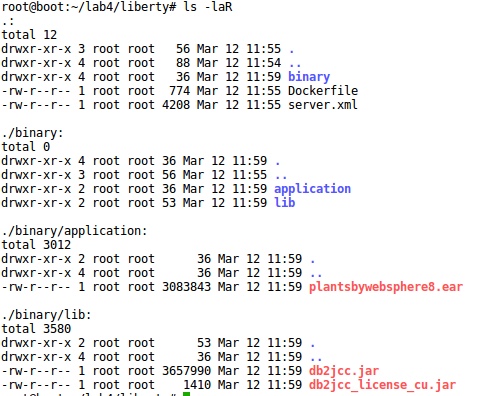 root@boot:~/lab4/liberty# ls -laR
.:
total 12
drwxr-xr-x 3 root root   56 Mar 12 11:55 .
drwxr-xr-x 4 root root   88 Mar 12 11:54 ..
drwxr-xr-x 4 root root   36 Mar 12 11:59 binary
-rw-r--r-- 1 root root  774 Mar 12 11:55 Dockerfile
-rw-r--r-- 1 root root 4208 Mar 12 11:55 server.xml

./binary:
total 0
drwxr-xr-x 4 root root 36 Mar 12 11:59 .
drwxr-xr-x 3 root root 56 Mar 12 11:55 ..
drwxr-xr-x 2 root root 36 Mar 12 11:59 application
drwxr-xr-x 2 root root 53 Mar 12 11:59 lib

./binary/application:
total 3012
drwxr-xr-x 2 root root      36 Mar 12 11:59 .
drwxr-xr-x 4 root root      36 Mar 12 11:59 ..
-rw-r--r-- 1 root root 3083843 Mar 12 11:59 plantsbywebsphere8.ear

./binary/lib:
total 3580
drwxr-xr-x 2 root root      53 Mar 12 11:59 .
drwxr-xr-x 4 root root      36 Mar 12 11:59 ..
-rw-r--r-- 1 root root 3657990 Mar 12 11:59 db2jcc.jar
-rw-r--r-- 1 root root    1410 Mar 12 11:59 db2jcc_license_cu.jar